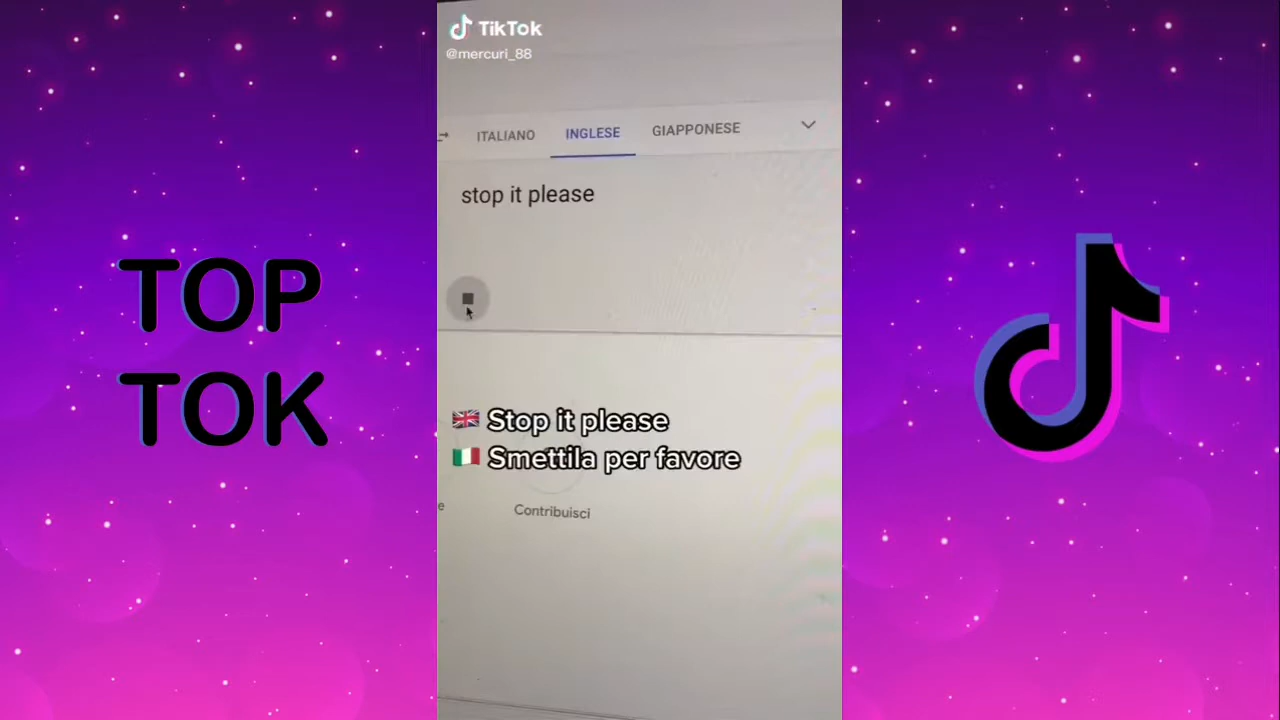 TOP
TOK
TikTok
@mercuri_88
ITALIANO INGLESE GIAPPONESE
stop it please
🇬🇧 Stop it please
🇮🇹 Smettila per favore
e Contribuisci